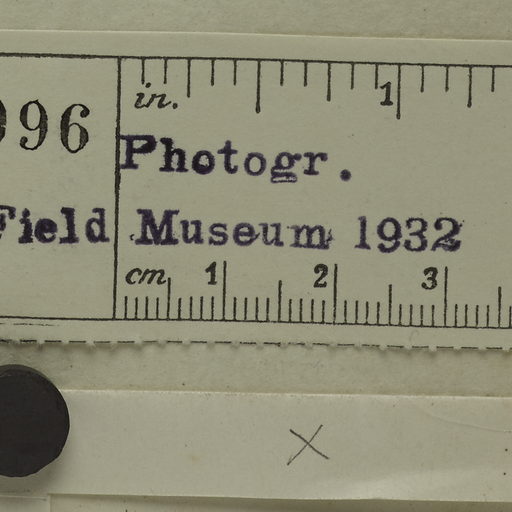 in. 1
96
Photogr.
Field Museum 1932
cm 1 2 3
X